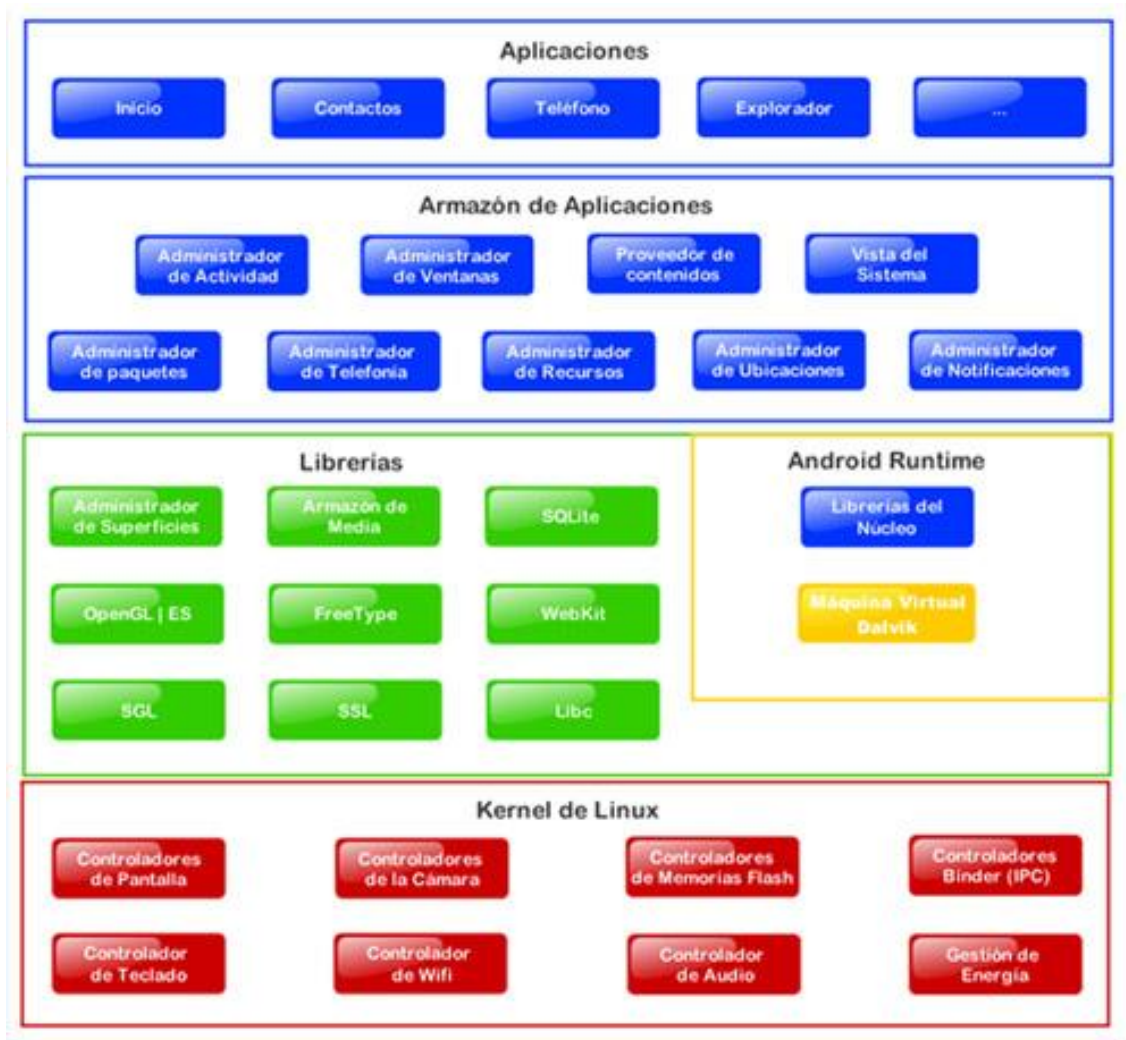 Aplicaciones
Inicio
Contactos
Teléfono
Explorador
...
Armazón de Aplicaciones
Administrador
de Actividad
Administrador
de Ventanas
Proveedor de
contenidos
Vista del
Sistema
Administrador
de paquetes
Administrador
de Telefonía
Administrador
de Recursos
Administrador
de Ubicaciones
Administrador
de Notificaciones
Librerías
Administrador
de Superficies
Armazón de
Media
SQLite
OpenGL | ES
FreeType
WebKit
SGL
SSL
Libc
Android Runtime
Librerías del
Núcleo
Máquina Virtual
Dalvik
Kernel de Linux
Controladores
de Pantalla
Controladores
de la Cámara
Controladores
de Memorias Flash
Controladores
Binder (IPC)
Controlador
de Teclado
Controlador
de Wifi
Controlador
de Audio
Gestión de
Energía